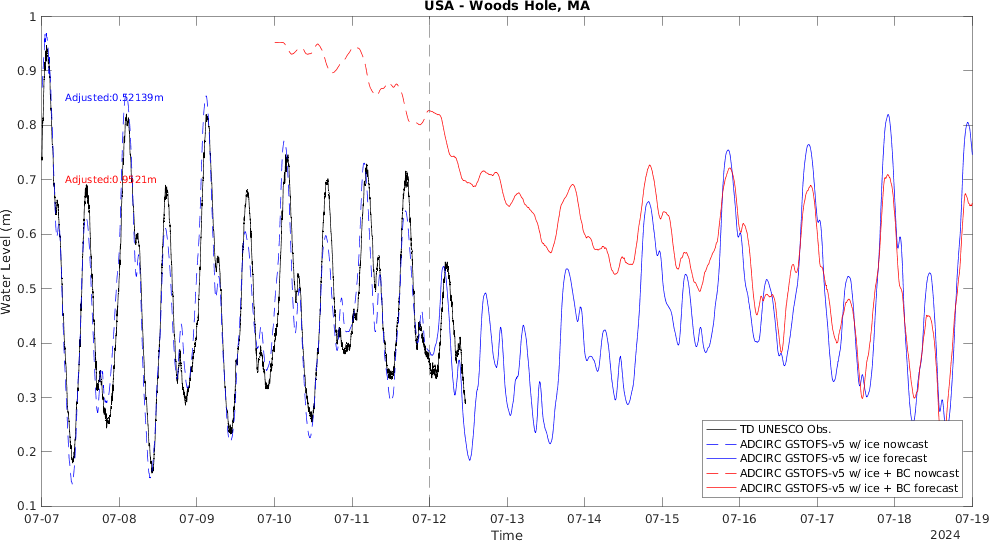 USA - Woods Hole, MA
1
0.9
0.8
0.7
0.6
0.5
0.4
0.3
0.2
0.1
Water Level (m)
Adjusted:0.52139m
Adjusted:0.9521m
TD UNESCO Obs.
ADCIRC GSTOFS-v5 w/ ice nowcast
ADCIRC GSTOFS-v5 w/ ice forecast
ADCIRC GSTOFS-v5 w/ ice + BC nowcast
ADCIRC GSTOFS-v5 w/ ice + BC forecast
07-07 07-08 07-09 07-10 07-11 07-12 07-13 07-14 07-15 07-16 07-17 07-18 07-19
Time
2024